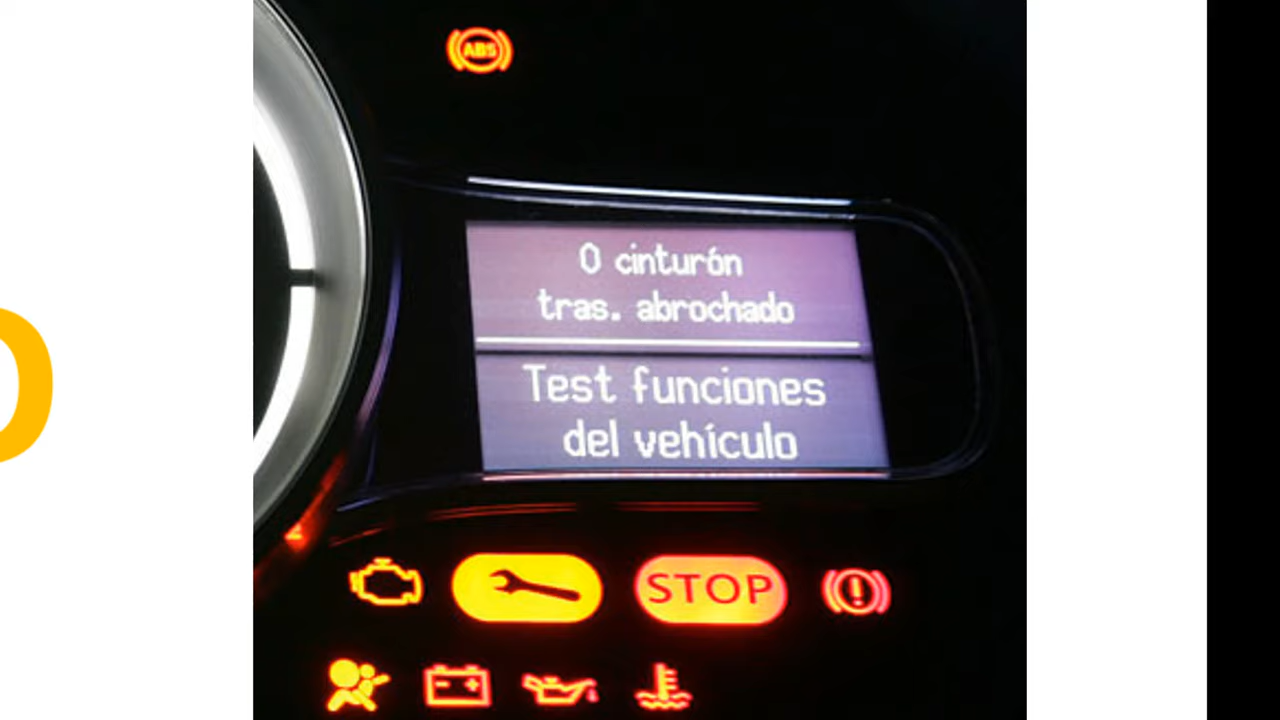 ABS
0 cinturón
tras. abrochado
Test funciones
del vehículo
STOP